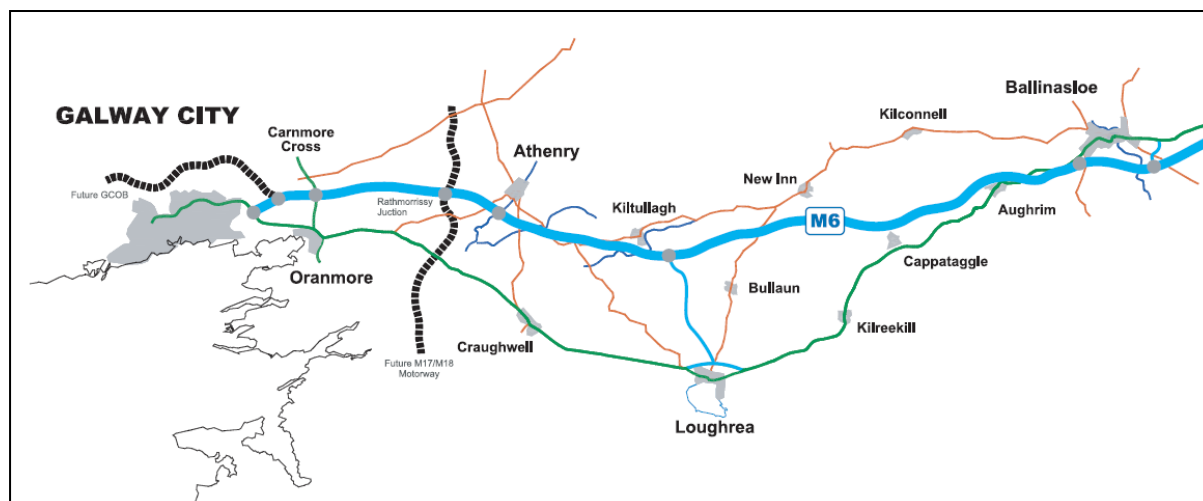 GALWAY CITY
Carnmore
Cross
Future GCOB
Oranmore
Rathmorrissy
Juction
Athenry
Craughwell
Future M17/M18
Motorway
Kiltullagh
New Inn
Kilconnell
Ballinasloe
M6
Aughrim
Cappataggle
Bullaun
Kilreekill
Loughrea